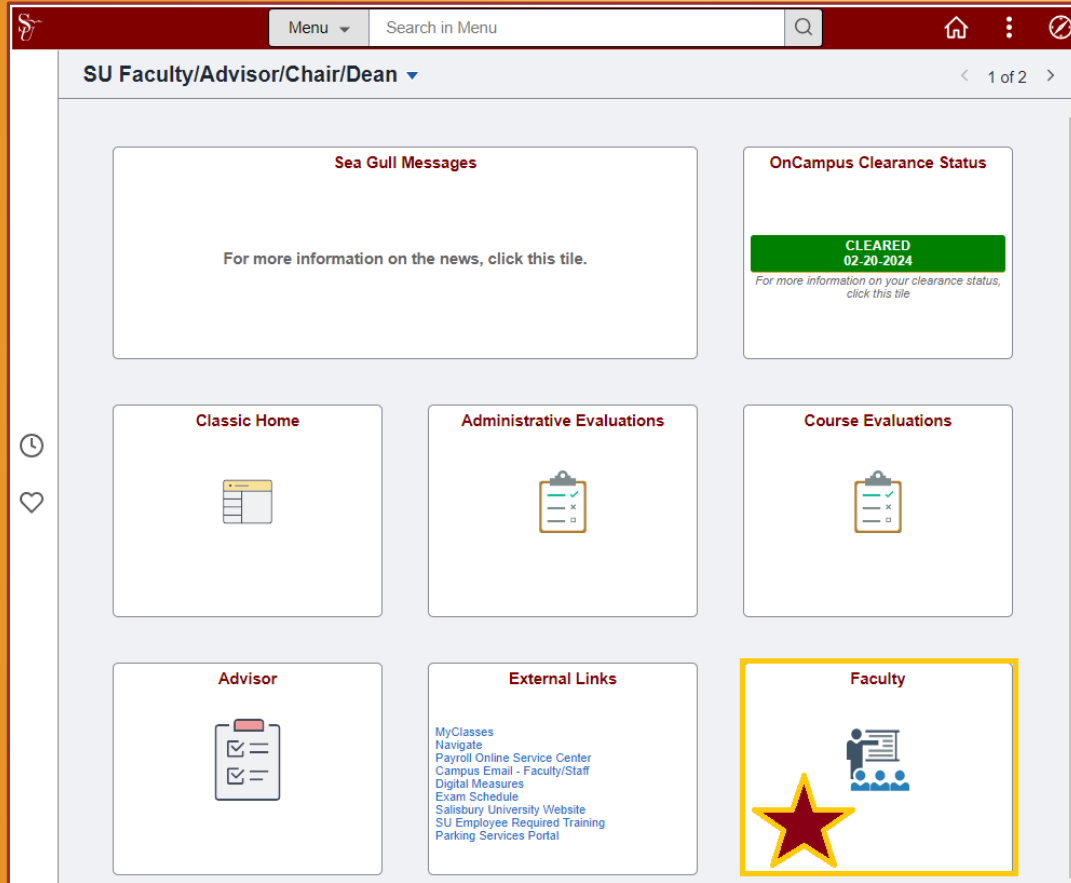 SU
Menu
Search in Menu
SU Faculty/Advisor/Chair/Dean
1 of 2
Sea Gull Messages
For more information on the news, click this tile.
OnCampus Clearance Status
CLEARED
02-20-2024
For more information on your clearance status,
click this tile
Classic Home
Administrative Evaluations
Course Evaluations
Advisor
External Links
MyClasses
Navigate
Payroll Online Service Center
Campus Email - Faculty/Staff
Digital Measures
Exam Schedule
Salisbury University Website
SU Employee Required Training
Parking Services Portal
Faculty